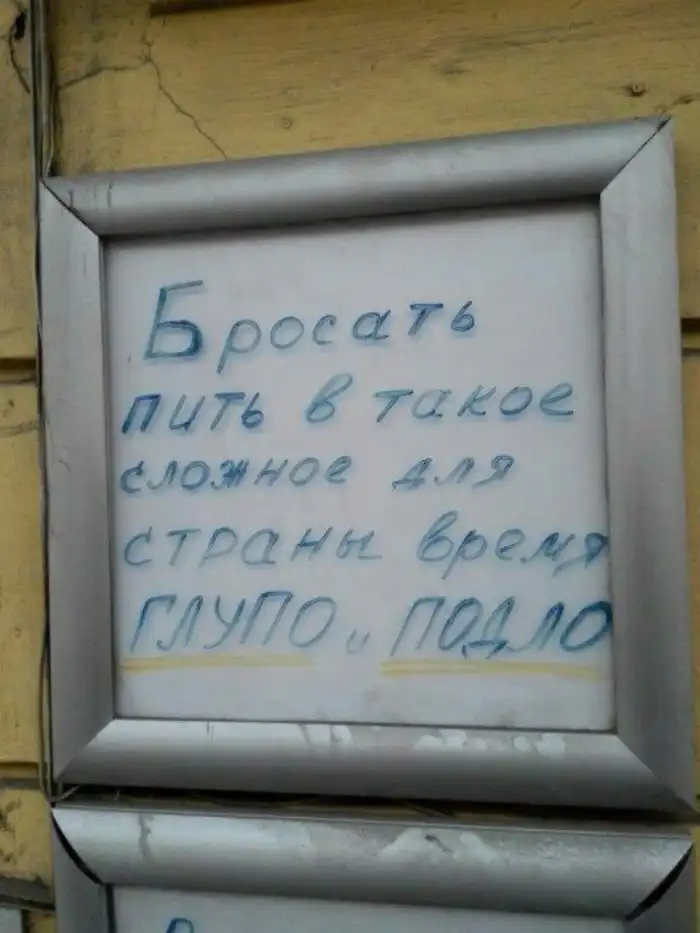 Бросать
пить в такое
сложное для
страны время
ГЛУПО и ПОДЛО